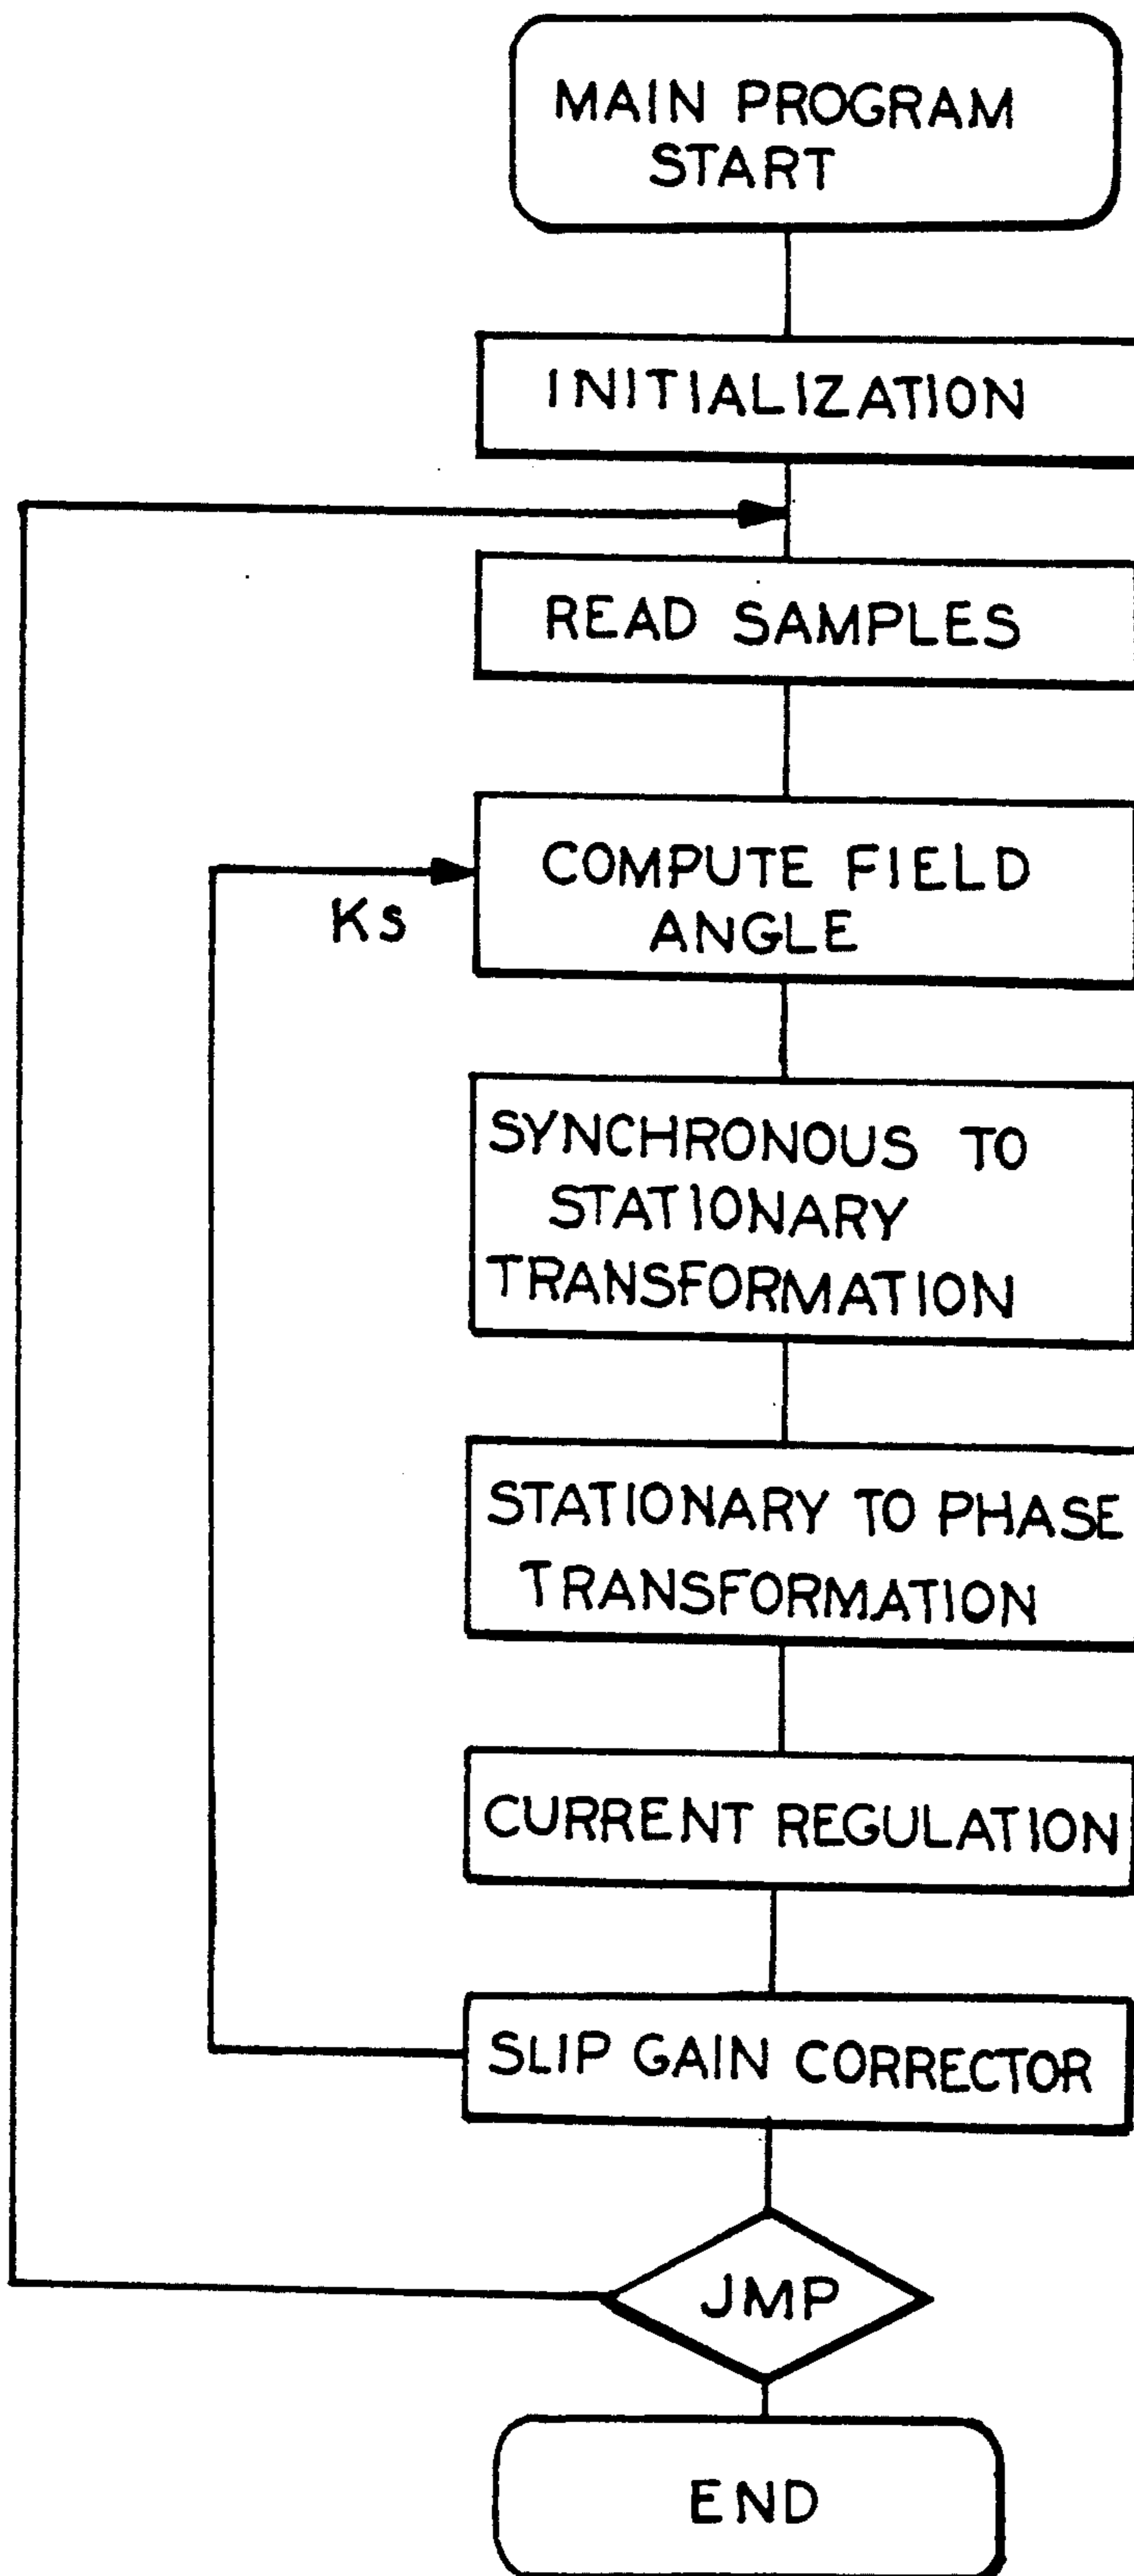 MAIN PROGRAM
START
INITIALIZATION
READ SAMPLES
COMPUTE FIELD
ANGLE
Ks
SYNCHRONOUS TO
STATIONARY
TRANSFORMATION
STATIONARY TO PHASE
TRANSFORMATION
CURRENT REGULATION
SLIP GAIN CORRECTOR
JMP
END